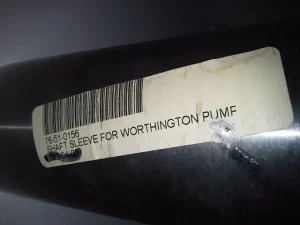 76-51-0156
SHAFT SLEEVE FOR WORTHINGTON PUMP